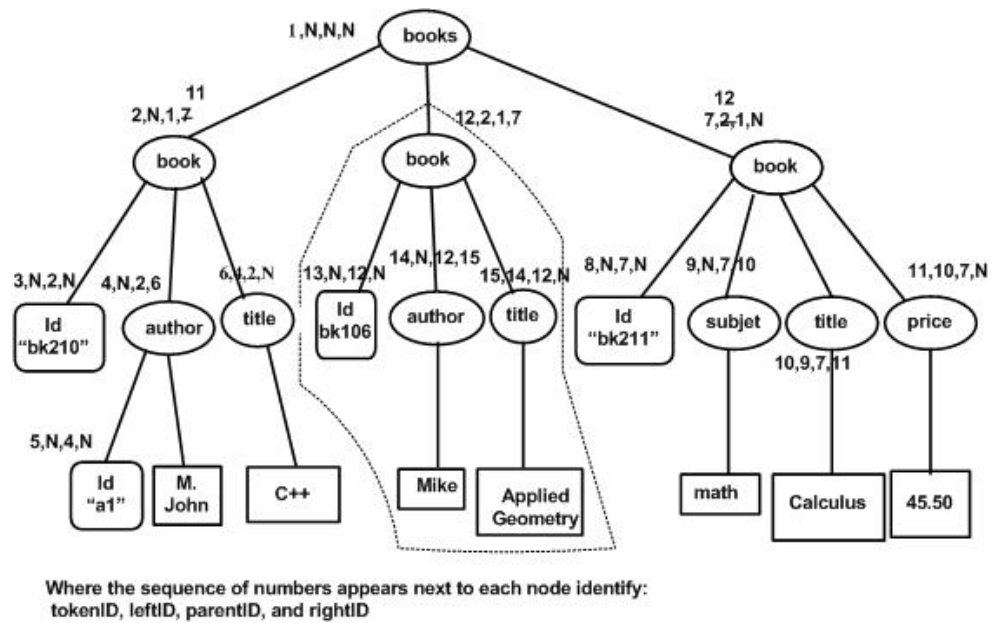 1,N,N,N
books
11
2,N,1,7
12,2,1,7
12
7,2,1,N
book
book
book
3,N,2,N
4,N,2,6
6,4,2,N
13,N,12,N
14,N,12,15
15,14,12,N
8,N,7,N
9,N,7,10
11,10,7,N
Id
"bk210"
author
title
Id
bk106
author
title
Id
"bk211"
subjet
title
price
10,9,7,11
5,N,4,N
Id
"a1"
M.
John
C++
Mike
Applied
Geometry
math
Calculus
45.50
Where the sequence of numbers appears next to each node identify:
tokenID, leftID, parentID, and rightID